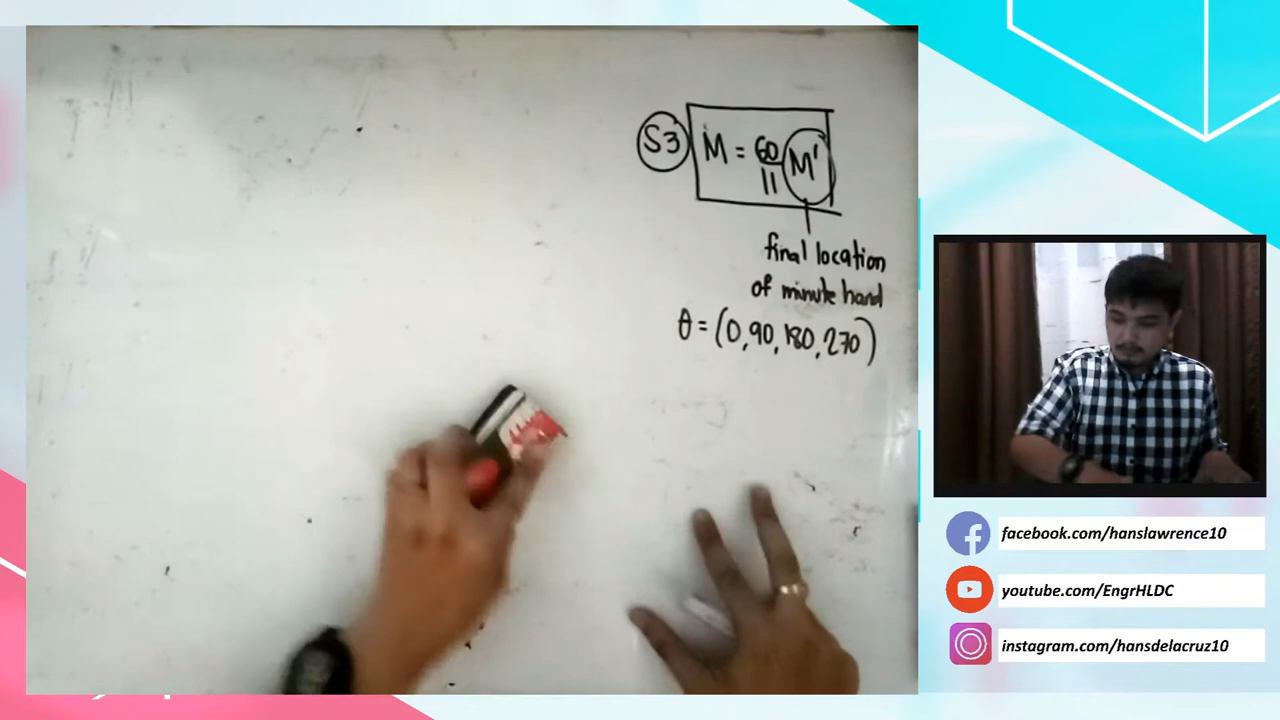 S3 M = 60/11 M'
final location
of minute hand
θ = (0, 90, 180, 270)
facebook.com/hanslawrence10
youtube.com/EngrHLDC
instagram.com/hansdelacruz10